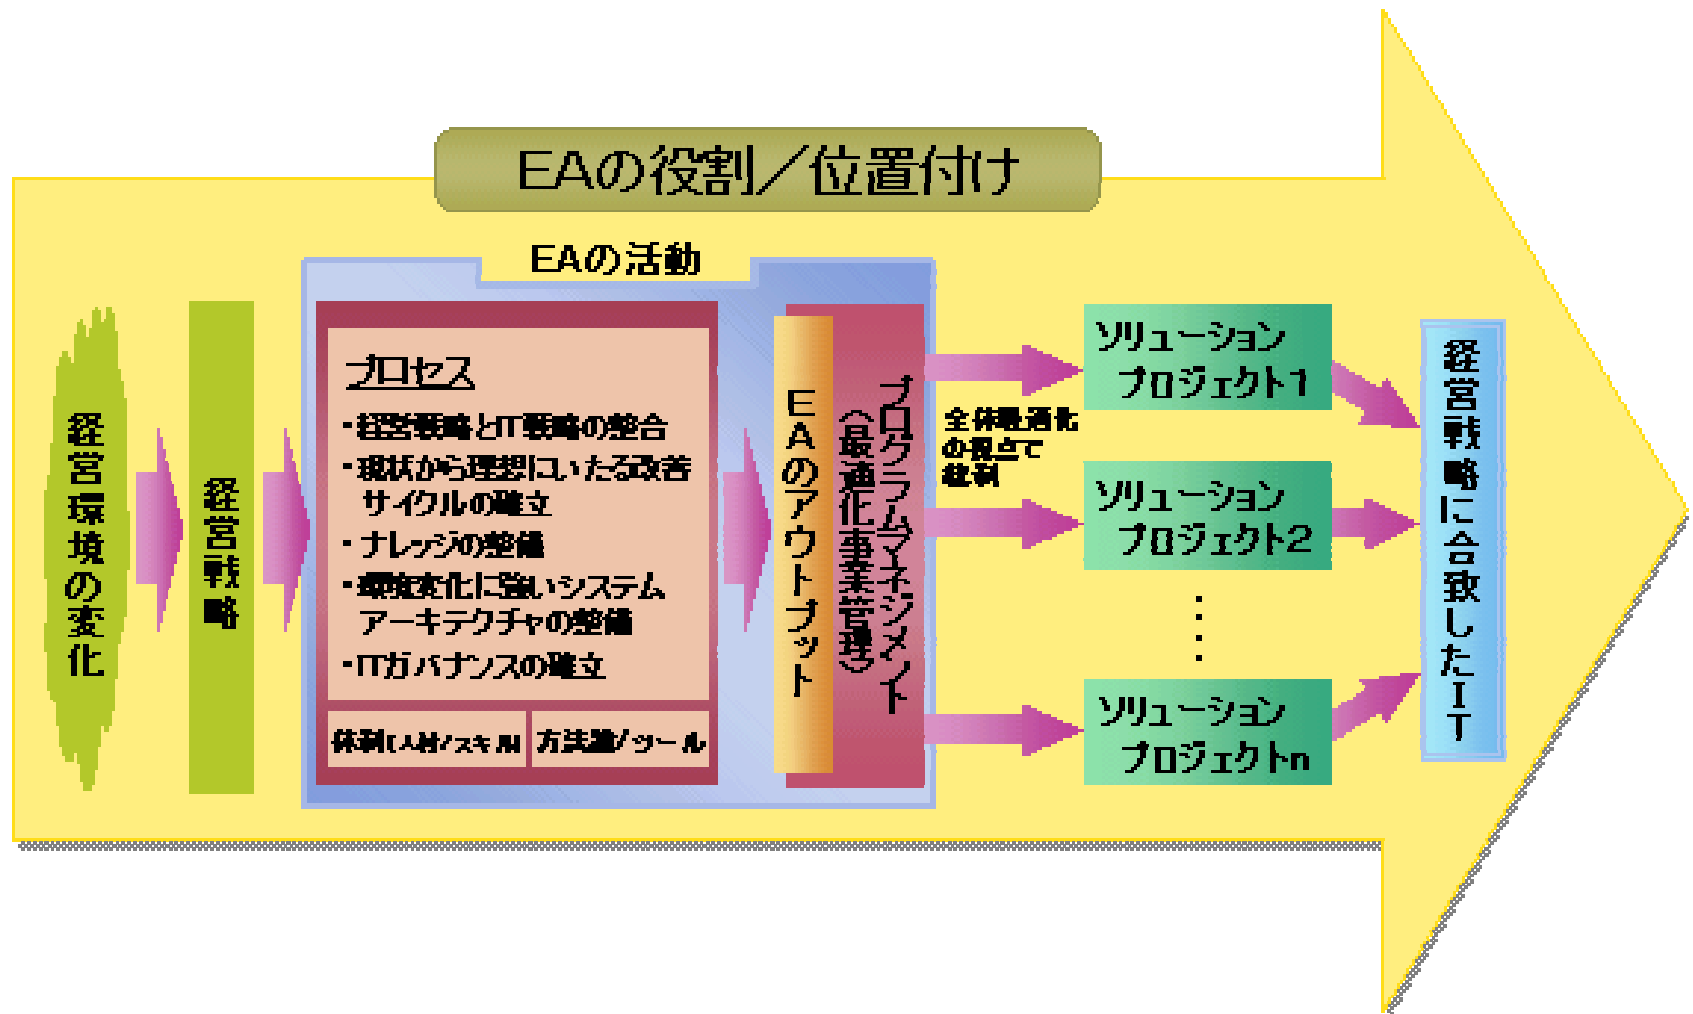 EAの役割／位置付け
EAの活動
経営環境の変化
経営戦略
プロセス
・経営戦略とIT戦略の整合
・現状から理想にいたる改善
サイクルの確立
・ナレッジの整備
・環境変化に強いシステム
アーキテクチャの整備
・ITガバナンスの確立
体制(人材/スキル)
方法論/ツール
EAのアウトプット
プログラムマネジメント
（最適化事業管理）
全体最適化
の視点で
統制
ソリューション
プロジェクト1
ソリューション
プロジェクト2
ソリューション
プロジェクトn
経営戦略に合致したIT